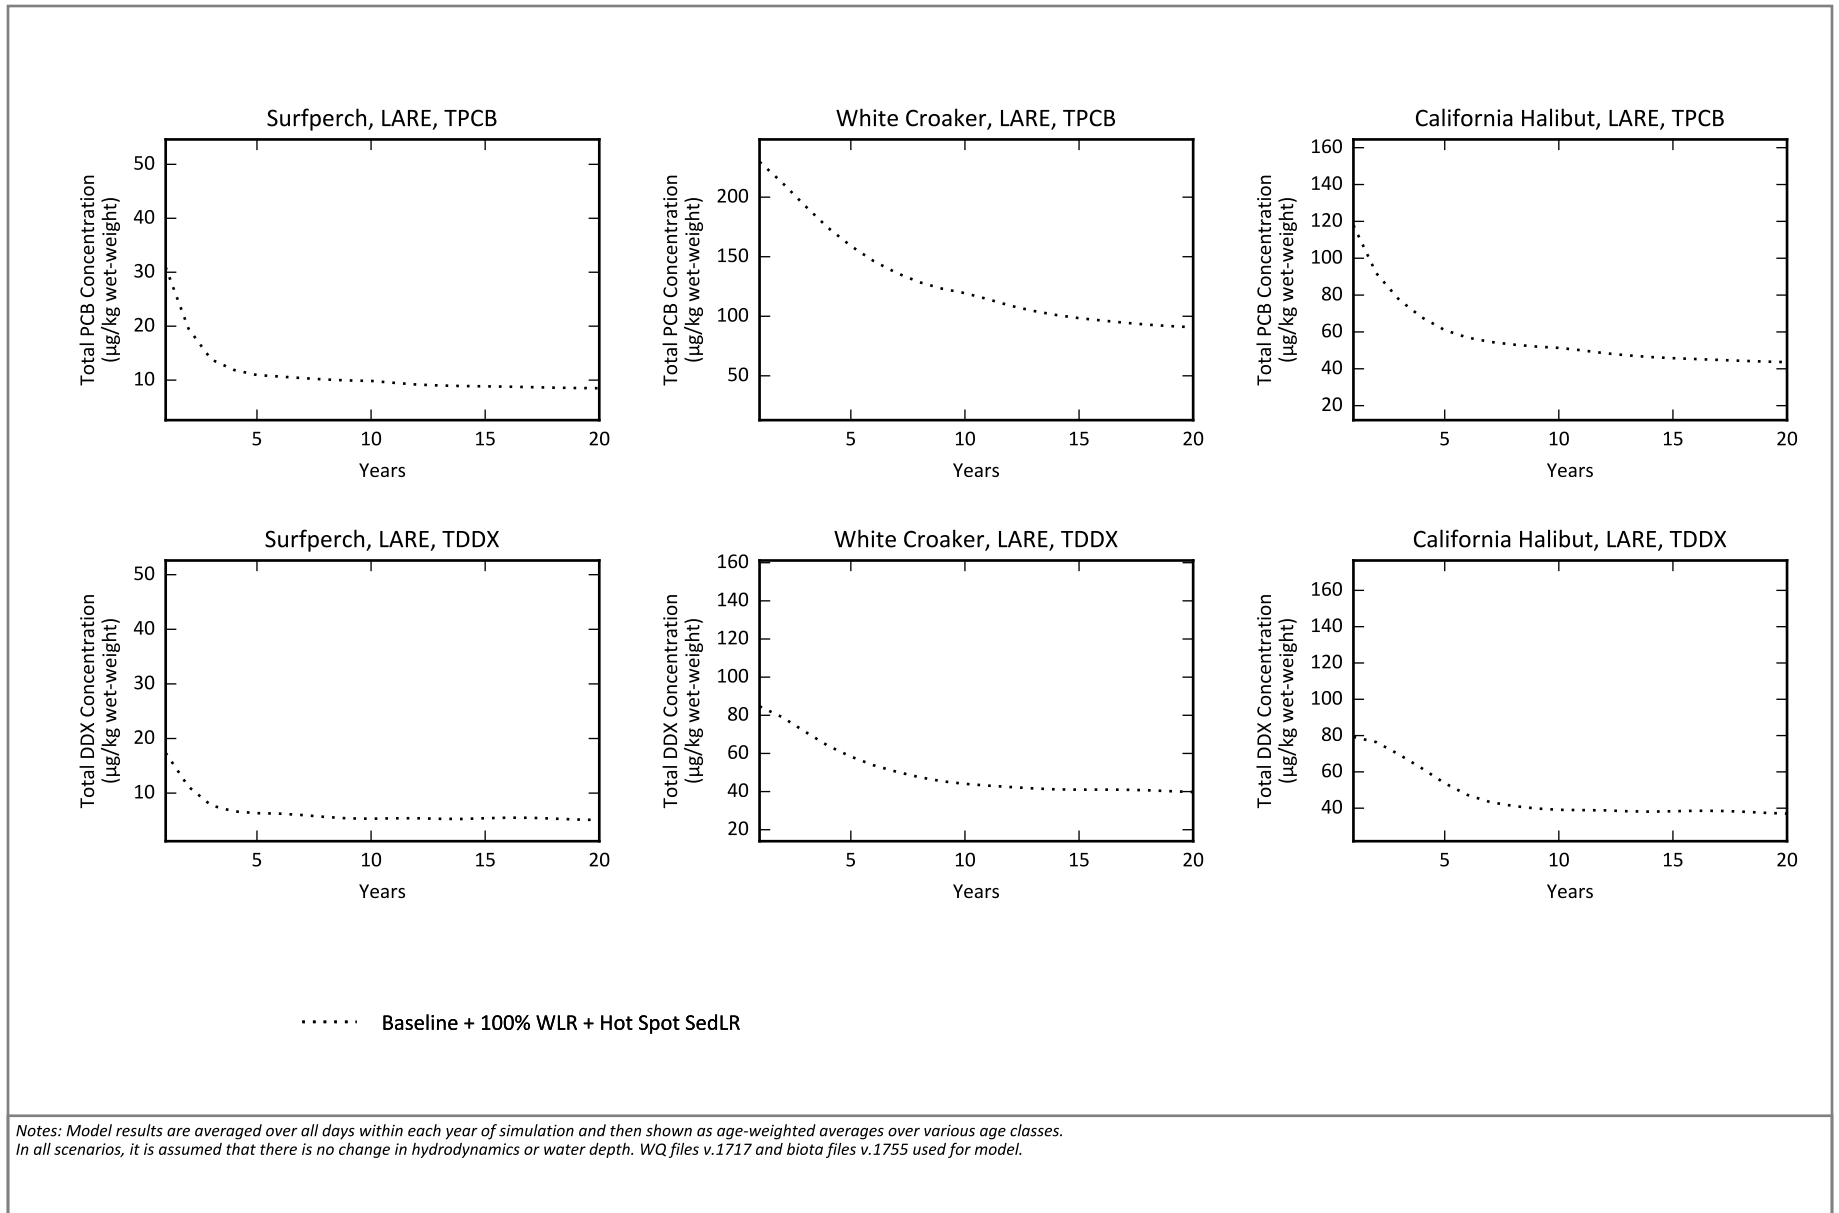 Surfperch, LARE, TPCB
Total PCB Concentration
(µg/kg wet-weight)
50
40
30
20
10
5
10
15
20
Years
White Croaker, LARE, TPCB
Total PCB Concentration
(µg/kg wet-weight)
200
150
100
50
5
10
15
20
Years
California Halibut, LARE, TPCB
Total PCB Concentration
(µg/kg wet-weight)
160
140
120
100
80
60
40
20
5
10
15
20
Years
Surfperch, LARE, TDDX
Total DDX Concentration
(µg/kg wet-weight)
50
40
30
20
10
5
10
15
20
Years
White Croaker, LARE, TDDX
Total DDX Concentration
(µg/kg wet-weight)
160
140
120
100
80
60
40
20
5
10
15
20
Years
California Halibut, LARE, TDDX
Total DDX Concentration
(µg/kg wet-weight)
160
140
120
100
80
60
40
5
10
15
20
Years
Baseline + 100% WLR + Hot Spot SedLR
Notes: Model results are averaged over all days within each year of simulation and then shown as age-weighted averages over various age classes.
In all scenarios, it is assumed that there is no change in hydrodynamics or water depth. WQ files v.1717 and biota files v.1755 used for model.